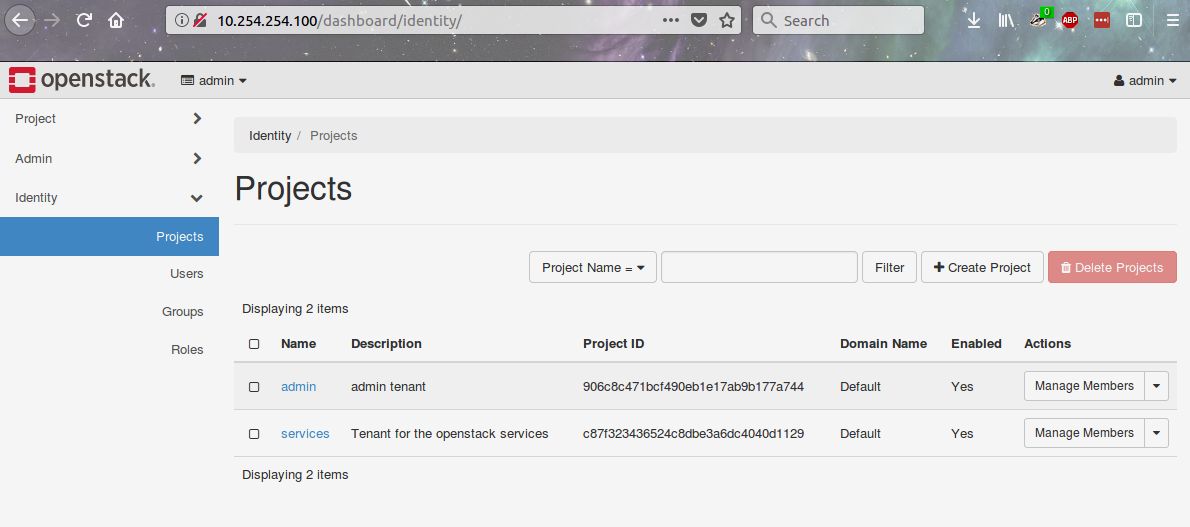 10.254.254.100/dashboard/identity/
Search
0
ABP
openstack.
admin
admin
Project
Admin
Identity
Projects
Users
Groups
Roles
Identity / Projects
Projects
Project Name =
Filter
Create Project
Delete Projects
Displaying 2 items
Name Description Project ID Domain Name Enabled Actions
admin admin tenant 906c8c471bcf490eb1e17ab9b177a744 Default Yes Manage Members
services Tenant for the openstack services c87f323436524c8dbe3a6dc4040d1129 Default Yes Manage Members
Displaying 2 items